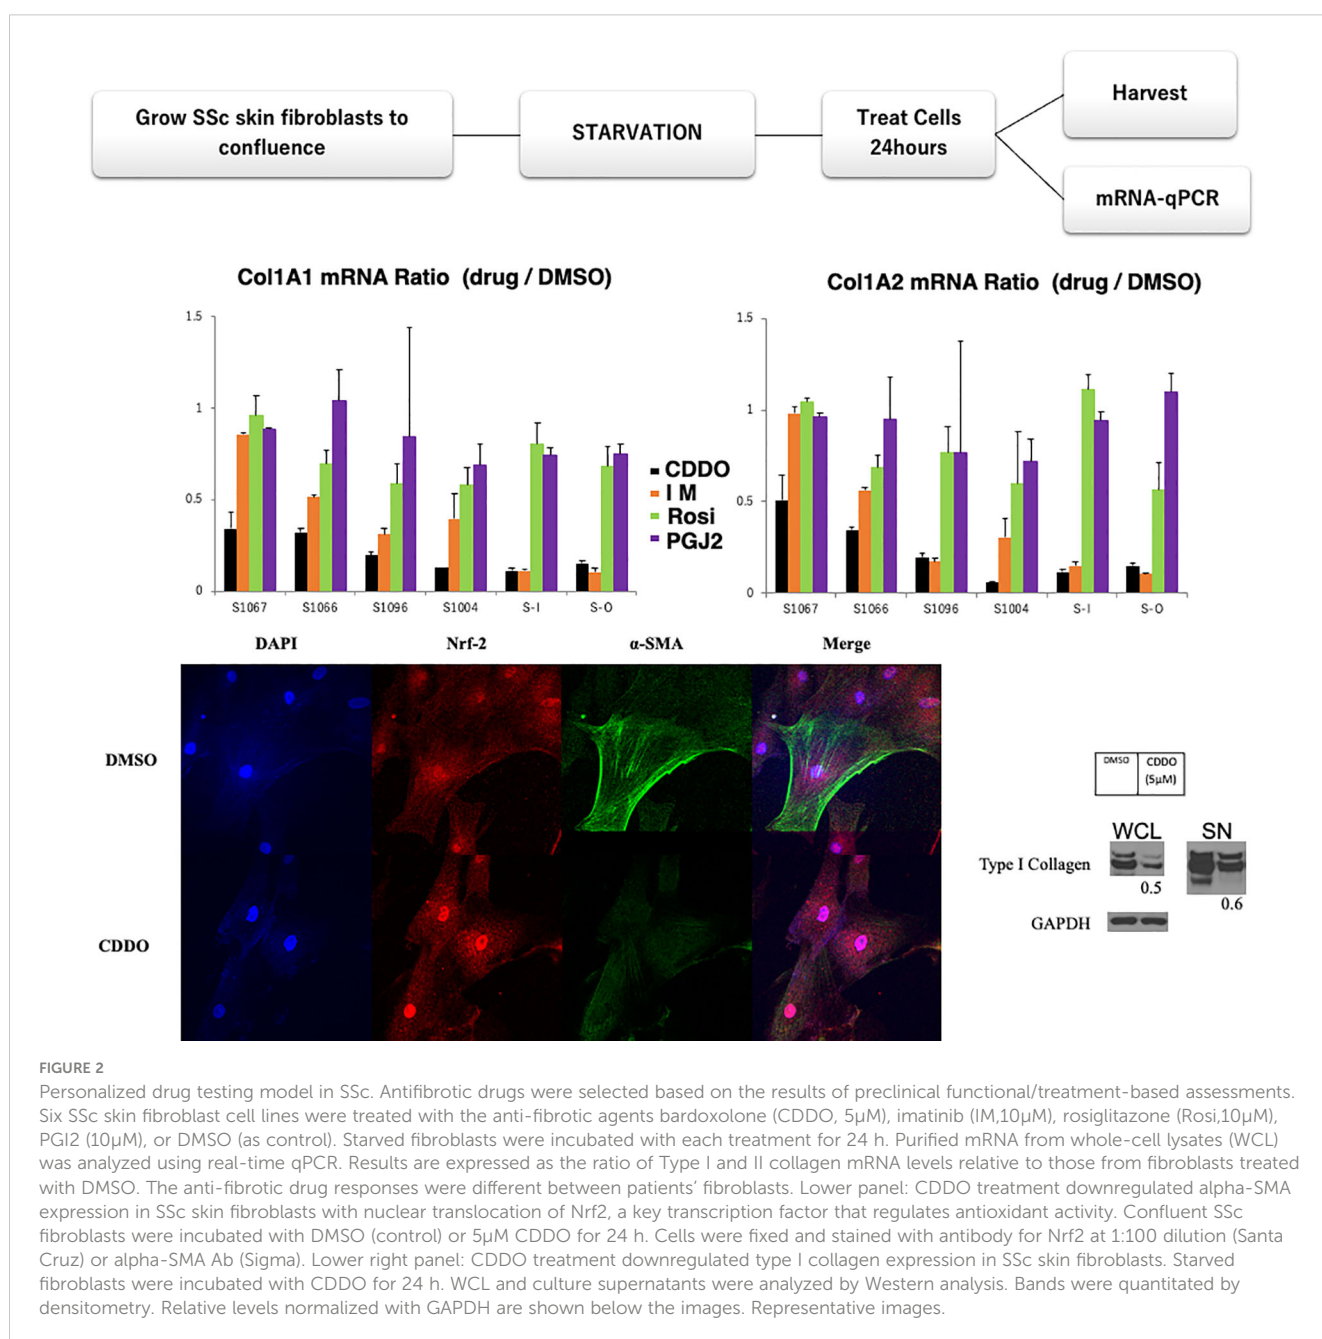 Grow SSc skin fibroblasts to
confluence
STARVATION
Treat Cells
24hours
Harvest
mRNA-qPCR
Col1A1 mRNA Ratio (drug / DMSO)
1.5
1
0.5
0
S1067 S1066 S1096 S1004 S-I S-O
CDDO
I M
Rosi
PGJ2
Col1A2 mRNA Ratio (drug / DMSO)
1.5
1
0.5
0
S1067 S1066 S1096 S1004 S-I S-O
DAPI Nrf-2 α-SMA Merge
DMSO
CDDO
DMSO CDDO
(5μM)
WCL SN
Type I Collagen
0.5
0.6
GAPDH
FIGURE 2
Personalized drug testing model in SSc. Antifibrotic drugs were selected based on the results of preclinical functional/treatment-based assessments.
Six SSc skin fibroblast cell lines were treated with the anti-fibrotic agents bardoxolone (CDDO, 5μM), imatinib (IM,10μM), rosiglitazone (Rosi,10μM),
PGI2 (10μM), or DMSO (as control). Starved fibroblasts were incubated with each treatment for 24 h. Purified mRNA from whole-cell lysates (WCL)
was analyzed using real-time qPCR. Results are expressed as the ratio of Type I and II collagen mRNA levels relative to those from fibroblasts treated
with DMSO. The anti-fibrotic drug responses were different between patients' fibroblasts. Lower panel: CDDO treatment downregulated alpha-SMA
expression in SSc skin fibroblasts with nuclear translocation of Nrf2, a key transcription factor that regulates antioxidant activity. Confluent SSc
fibroblasts were incubated with DMSO (control) or 5μM CDDO for 24 h. Cells were fixed and stained with antibody for Nrf2 at 1:100 dilution (Santa
Cruz) or alpha-SMA Ab (Sigma). Lower right panel: CDDO treatment downregulated type I collagen expression in SSc skin fibroblasts. Starved
fibroblasts were incubated with CDDO for 24 h. WCL and culture supernatants were analyzed by Western analysis. Bands were quantitated by
densitometry. Relative levels normalized with GAPDH are shown below the images. Representative images.